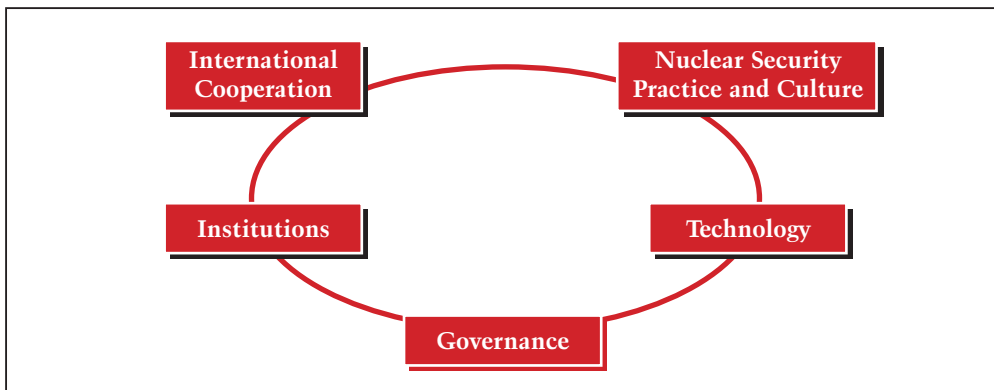 International
Cooperation
Nuclear Security
Practice and Culture
Institutions
Technology
Governance